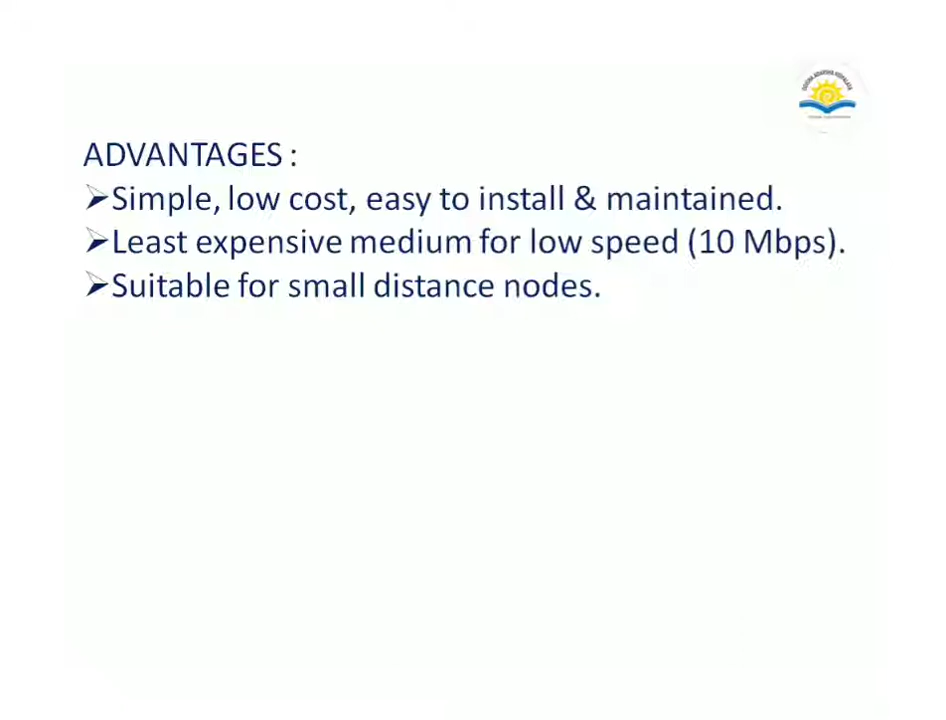 ADVANTAGES :
➢Simple, low cost, easy to install & maintained.
➢Least expensive medium for low speed (10 Mbps).
➢Suitable for small distance nodes.